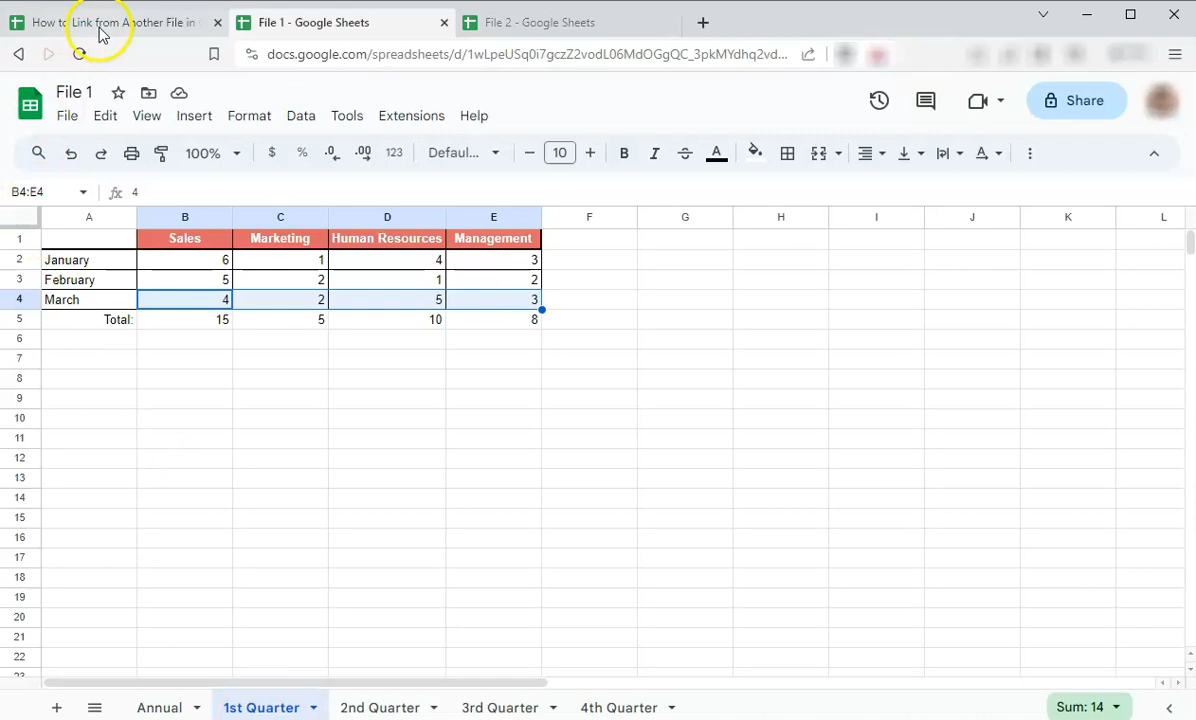 How to Link from Another File in
File 1 - Google Sheets
File 2 - Google Sheets
docs.google.com/spreadsheets/d/1wLpeUSq0i7gczZ2vodL06MdOGgQC_3pkMYdhq2vd...
File 1
File Edit View Insert Format Data Tools Extensions Help
Share
100% $ % .0 .00 123 Defaul... 10 B I S A A
B4:E4 fx 4
A B C D E F G H I J K L
1 Sales Marketing Human Resources Management
2 January 6 1 4 3
3 February 5 2 1 2
4 March 4 2 5 3
5 Total: 15 5 10 8
6
7
8
9
10
11
12
13
14
15
16
17
18
19
20
21
22
23
Annual 1st Quarter 2nd Quarter 3rd Quarter 4th Quarter Sum: 14